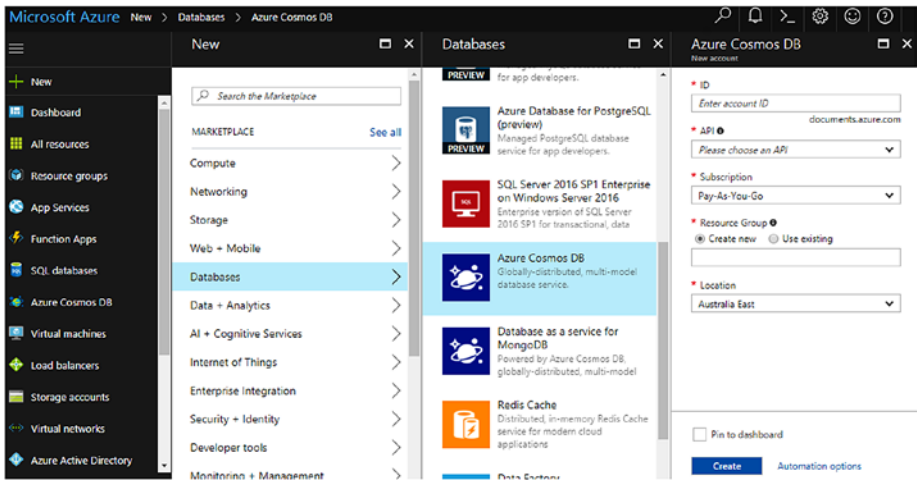 Microsoft Azure New > Databases > Azure Cosmos DB
New
Dashboard
All resources
Resource groups
App Services
Function Apps
SQL databases
Azure Cosmos DB
Virtual machines
Load balancers
Storage accounts
Virtual networks
Azure Active Directory
New
Search the Marketplace
MARKETPLACE See all
Compute
Networking
Storage
Web + Mobile
Databases
Data + Analytics
AI + Cognitive Services
Internet of Things
Enterprise Integration
Security + Identity
Developer tools
Monitoring + Management
Databases
PREVIEW
for app developers.
Azure Database for PostgreSQL
(preview)
Managed PostgreSQL database
service for app developers.
PREVIEW
SQL Server 2016 SP1 Enterprise
on Windows Server 2016
Enterprise version of SQL Server
2016 SP1 for transactional, data
SQL
Azure Cosmos DB
Globally-distributed, multi-model
database service.
Database as a service for
MongoDB
Powered by Azure Cosmos DB,
globally-distributed, multi-model
Redis Cache
Distributed, in-memory Redis Cache
service for modern cloud
applications
Data Factory
Azure Cosmos DB
New account
* ID
Enter account ID
documents.azure.com
* API
Please choose an API
* Subscription
Pay-As-You-Go
* Resource Group
Create new Use existing
* Location
Australia East
Pin to dashboard
Create Automation options